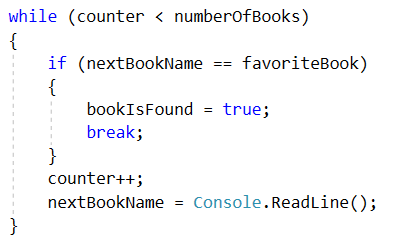 while (counter < numberOfBooks)
{
    if (nextBookName == favoriteBook)
    {
        bookIsFound = true;
        break;
    }
    counter++;
    nextBookName = Console.ReadLine();
}